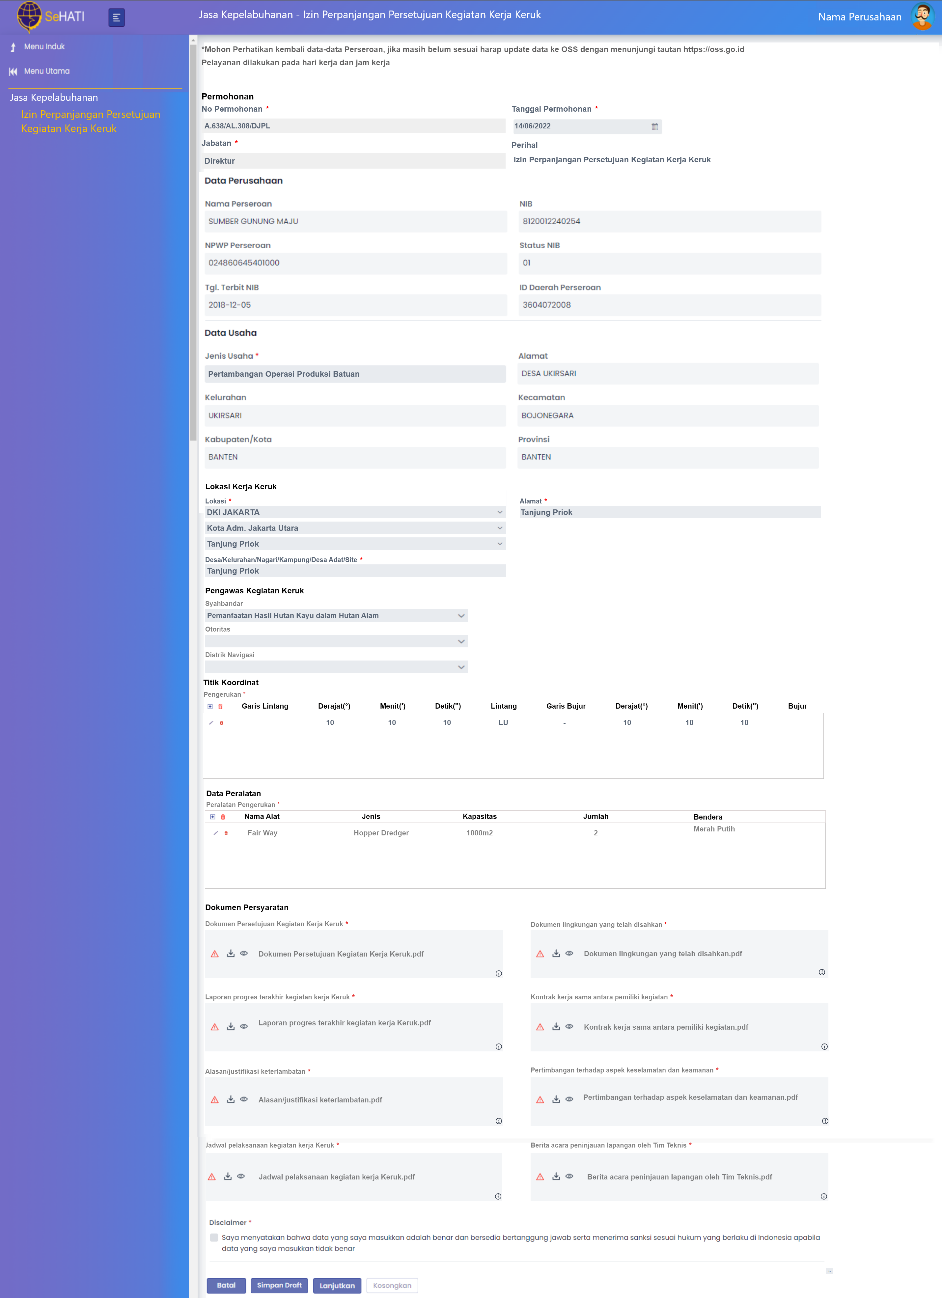 SeHATI
Jasa Kepelabuhanan - Izin Perpanjangan Persetujuan Kegiatan Kerja Keruk
Nama Perusahaan
Menu Induk
Menu Utama
Jasa Kepelabuhanan
Izin Perpanjangan Persetujuan
Kegiatan Kerja Keruk
*Mohon Perhatikan kembali data-data Perseroan, jika masih belum sesuai harap update data ke OSS dengan menunjungi tautan https://oss.go.id
Pelayanan dilakukan pada hari kerja dan jam kerja
Permohonan
No Permohonan * Tanggal Permohonan *
A.638/AL.308/DJPL 14/06/2022
Jabatan * Perihal
Direktur Izin Perpanjangan Persetujuan Kegiatan Kerja Keruk
Data Perusahaan
Nama Perseroan NIB
SUMBER GUNUNG MAJU 8120012240254
NPWP Perseroan Status NIB
024860645401000 01
Tgl. Terbit NIB ID Daerah Perseroan
2018-12-05 3604072008
Data Usaha
Jenis Usaha * Alamat
Pertambangan Operasi Produksi Batuan DESA UKIRSARI
Kelurahan Kecamatan
UKIRSARI BOJONEGARA
Kabupaten/Kota Provinsi
BANTEN BANTEN
Lokasi Kerja Keruk
Lokasi * Alamat *
DKI JAKARTA Tanjung Priok
Kota Adm. Jakarta Utara
Tanjung Priok
Desa/Kelurahan/Nagari/Kampung/Desa Adat/Site *
Tanjung Priok
Pengawas Kegiatan Keruk
Syahbandar
Pemanfaatan Hasil Hutan Kayu dalam Hutan Alam
Otoritas
Distrik Navigasi
Titik Koordinat
Pengerukan *
Garis Lintang Derajat(°) Menit(') Detik(") Lintang Garis Bujur Derajat(°) Menit(') Detik(") Bujur
10 10 10 LU - 10 10 10
Data Peralatan
Peralatan Pengerukan *
Nama Alat Jenis Kapasitas Jumlah Bendera
Fair Way Hopper Dredger 1000m2 2 Merah Putih
Dokumen Persyaratan
Dokumen Persetujuan Kegiatan Kerja Keruk * Dokumen lingkungan yang telah disahkan *
Dokumen Persetujuan Kegiatan Kerja Keruk.pdf Dokumen lingkungan yang telah disahkan.pdf
Laporan progres terakhir kegiatan kerja Keruk * Kontrak kerja sama antara pemiliki kegiatan *
Laporan progres terakhir kegiatan kerja Keruk.pdf Kontrak kerja sama antara pemiliki kegiatan.pdf
Alasan/justifikasi keterlambatan * Pertimbangan terhadap aspek keselamatan dan keamanan *
Alasan/justifikasi keterlambatan.pdf Pertimbangan terhadap aspek keselamatan dan keamanan.pdf
Jadwal pelaksanaan kegiatan kerja Keruk * Berita acara peninjauan lapangan oleh Tim Teknis *
Jadwal pelaksanaan kegiatan kerja Keruk.pdf Berita acara peninjauan lapangan oleh Tim Teknis.pdf
Disclaimer *
Saya menyatakan bahwa data yang saya masukkan adalah benar dan bersedia bertanggung jawab serta menerima sanksi sesuai hukum yang berlaku di Indonesia apabila
data yang saya masukkan tidak benar
Batal Simpan Draft Lanjutkan Kosongkan